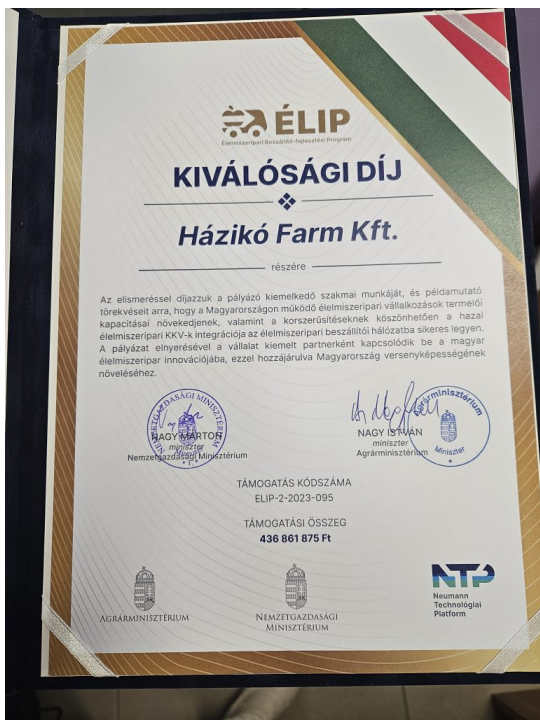 ÉLIP
Élelmiszeripari Beszállító-fejlesztési Program
KIVÁLÓSÁGI DÍJ
Házikó Farm Kft.
részére
Az elismeréssel díjazzuk a pályázó kiemelkedő szakmai munkáját, és példamutató
törekvéseit arra, hogy a Magyarországon működő élelmiszeripari vállalkozások termelői
kapacitásai növekedjenek, valamint a korszerűsítéseknek köszönhetően a hazai
élelmiszeripari KKV-k integrációja az élelmiszeripari beszállítói hálózatba sikeres legyen.
A pályázat elnyerésével a vállalat kiemelt partnerként kapcsolódik be a magyar
élelmiszeripar innovációjába, ezzel hozzájárulva Magyarország versenyképességének
növeléséhez.
NEMZETGAZDASÁGI MINISZTÉRIUM
NAGY MÁRTON
miniszter
Nemzetgazdasági Minisztérium
Agrárminisztérium
Miniszter
NAGY ISTVÁN
miniszter
Agrárminisztérium
TÁMOGATÁS KÓDSZÁMA
ELIP-2-2023-095
TÁMOGATÁSI ÖSSZEG
436 861 875 Ft
AGRÁRMINISZTÉRIUM
NEMZETGAZDASÁGI
MINISZTÉRIUM
NTP
Neumann
Technológiai
Platform